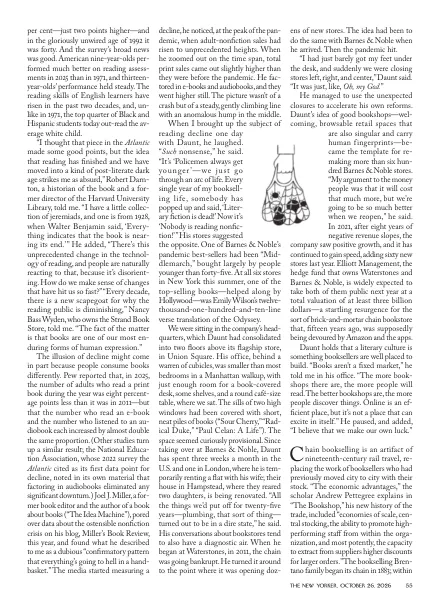 per cent—just two points higher—and
in the gloriously unwired age of 1992 it
was forty. And the survey's broad news
was good. American nine-year-olds per-
formed much better on reading assess-
ments in 2025 than in 1971, and thirteen-
year-olds' performance held steady. The
reading skills of English learners have
risen in the past two decades, and, un-
like in 1971, the top quarter of Black and
Hispanic students today out-read the av-
erage white child.
"I thought that piece in the Atlantic
made some good points, but the idea
that reading has finished and we have
moved into a kind of post-literate dark
age strikes me as absurd," Robert Darn-
ton, a historian of the book and a for-
mer director of the Harvard University
Library, told me. "I have a little collec-
tion of jeremiads, and one is from 1928,
when Walter Benjamin said, 'Every-
thing indicates that the book is near-
ing its end.'" He added, "There's this
unprecedented change in the technol-
ogy of reading, and people are naturally
reacting to that, because it's disorient-
ing. How do we make sense of changes
that have hit us so fast?" "Every decade,
there is a new scapegoat for why the
reading public is diminishing," Nancy
Bass Wyden, who owns the Strand Book
Store, told me. "The fact of the matter
is that books are one of our most en-
during forms of human expression."
The illusion of decline might come
in part because people consume books
differently. Pew reported that, in 2025,
the number of adults who read a print
book during the year was eight percent-
age points less than it was in 2011—but
that the number who read an e-book
and the number who listened to an au-
diobook each increased by almost double
the same proportion. (Other studies turn
up a similar result; the National Educa-
tion Association, whose 2022 survey the
Atlantic cited as its first data point for
decline, noted in its own material that
factoring in audiobooks eliminated any
significant downturn.) Joel J. Miller, a for-
mer book editor and the author of a book
about books ("The Idea Machine"), pored
over data about the ostensible nonfiction
crisis on his blog, Miller's Book Review,
this year, and found what he described
to me as a dubious "confirmatory pattern
that everything's going to hell in a hand-
basket." The media started measuring a
decline, he noticed, at the peak of the pan-
demic, when adult-nonfiction sales had
risen to unprecedented heights. When
he zoomed out on the time span, total
print sales came out slightly higher than
they were before the pandemic. He fac-
tored in e-books and audiobooks, and they
went higher still. The picture wasn't of a
crash but of a steady, gently climbing line
with an anomalous hump in the middle.
When I brought up the subject of
reading decline one day
with Daunt, he laughed.
"Such nonsense," he said.
"It's 'Policemen always get
younger'—we just go
through an arc of life. Every
single year of my booksell-
ing life, somebody has
popped up and said, 'Liter-
ary fiction is dead!' Now it's
'Nobody is reading nonfic-
tion!'" His stores suggested
the opposite. One of Barnes & Noble's
pandemic best-sellers had been "Mid-
dlemarch," bought largely by people
younger than forty-five. At all six stores
in New York this summer, one of the
top-selling books—helped along by
Hollywood—was Emily Wilson's twelve-
thousand-one-hundred-and-ten-line
verse translation of the Odyssey.
We were sitting in the company's head-
quarters, which Daunt had consolidated
into two floors above its flagship store,
in Union Square. His office, behind a
warren of cubicles, was smaller than most
bedrooms in a Manhattan walkup, with
just enough room for a book-covered
desk, some shelves, and a round café-size
table, where we sat. The sills of two high
windows had been covered with short,
neat piles of books ("Sour Cherry," "Rad-
ical Duke," "Paul Celan: A Life"). The
space seemed curiously provisional. Since
taking over at Barnes & Noble, Daunt
has spent three weeks a month in the
U.S. and one in London, where he is tem-
porarily renting a flat with his wife; their
house in Hampstead, where they reared
two daughters, is being renovated. "All
the things we'll put off for twenty-five
years—plumbing, that sort of thing—
turned out to be in a dire state," he said.
His conversations about bookstores tend
to also have a diagnostic air. When he
began at Waterstones, in 2011, the chain
was going bankrupt. He turned it around
to the point where it was opening doz-
ens of new stores. The idea had been to
do the same with Barnes & Noble when
he arrived. Then the pandemic hit.
"I had just barely got my feet under
the desk, and suddenly we were closing
stores left, right, and center," Daunt said.
"It was just like, Oh, my God."
He managed to use the unexpected
closures to accelerate his own reforms.
Daunt's idea of good bookshops—wel-
coming, browsable retail spaces that
are also singular and carry
human fingerprints—be-
came the template for re-
making more than six hun-
dred Barnes & Noble stores.
"My argument to the money
people was that it will cost
that much more, but we're
going to be so much better
when we reopen," he said.
In 2021, after eight years of
negative revenue slopes, the
company saw positive growth, and it has
continued to gain speed, adding sixty new
stores last year. Elliott Management, the
hedge fund that owns Waterstones and
Barnes & Noble, is widely expected to
take both of them public next year at a
total valuation of at least three billion
dollars—a startling resurgence for the
sort of brick-and-mortar chain bookstore
that, fifteen years ago, was supposedly
being devoured by Amazon and the apps.
Daunt holds that a literary culture is
something booksellers are well placed to
build. "Books aren't a fixed market," he
told me in his office. "The more book-
shops there are, the more people will
read. The better bookshops are, the more
people discover things. Online is an ef-
ficient place, but it's not a place that can
excite in itself." He paused, and added,
"I believe that we make our own luck."
Chain bookselling is an artifact of
nineteenth-century rail travel, re-
placing the work of booksellers who had
previously moved city to city with their
stock. "The economic advantages," the
scholar Andrew Pettegree explains in
"The Bookshop," his new history of the
trade, included "economies of scale, cen-
tral stocking, the ability to promote high-
performing staff from within the organ-
ization, and most potently, the capacity
to extract from suppliers higher discounts
for larger orders." The bookselling Bren-
tano family began its chain in 1883; within
THE NEW YORKER, OCTOBER 26, 2026 55